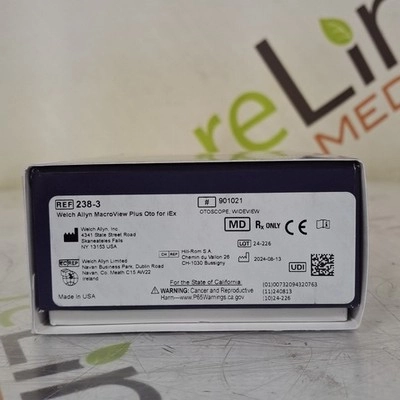 reLin
MED
REF 238-3
Welch Allyn MacroView Plus Oto for iEx
# 901021
OTOSCOPE, WIDEVIEW
Welch Allyn, Inc.
4341 State Street Road
Skaneateles Falls
NY 13153 USA
MD Rx ONLY CE
LOT 24-226
2024-08-13
EC REP Welch Allyn Limited
Navan Business Park, Dublin Road
Navan, Co. Meath C15 AW22
Ireland
CH REP Hill-Rom S.A.
Chemin du Vallon 26
CH-1030 Bussigny
UDI
Made in USA
For the State of California:
WARNING: Cancer and Reproductive
Harm—www.P65Warnings.ca.gov
(01)00732094320763
(11)240813
(10)24-226